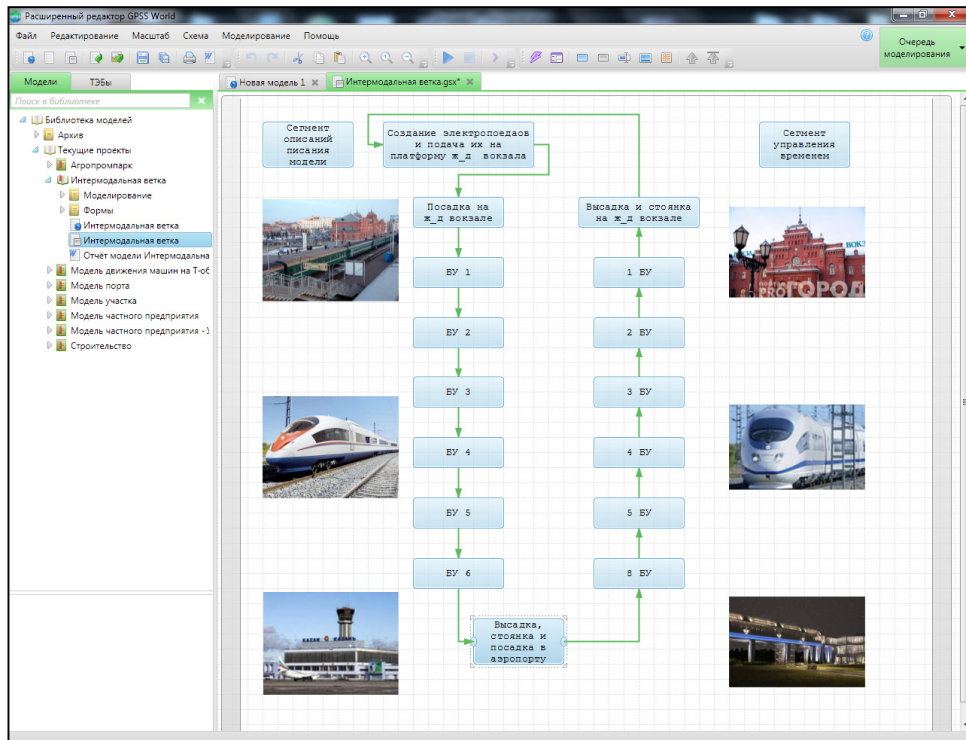 Расширенный редактор GPSS World
Файл Редактирование Масштаб Схема Моделирование Помощь
Очередь
моделирования
Модели ТЭБы
Новая модель 1 Интермодальная ветка.gsx*
Поиск в библиотеке
Библиотека моделей
Архив
Текущие проекты
Агропромпарк
Интермодальная ветка
Моделирование
Формы
Интермодальная ветка
Интермодальная ветка
Отчёт модели Интермодальна
Модель движения машин на Т-об
Модель порта
Модель участка
Модель частного предприятия
Модель частного предприятия - 1
Строительство
Сегмент
описаний
писания
модели
Создание электропоедаов
и подача их на
платформу ж_д вокзала
Сегмент
управления
временем
Посадка на
ж_д вокзале
Высадка и стоянка
на ж_д вокзале
БУ 1
1 БУ
БУ 2
2 БУ
БУ 3
3 БУ
БУ 4
4 БУ
БУ 5
5 БУ
БУ 6
8 БУ
Высадка,
стоянка и
посадка в
аэропорту
ВОКЗ
PROГОРОД